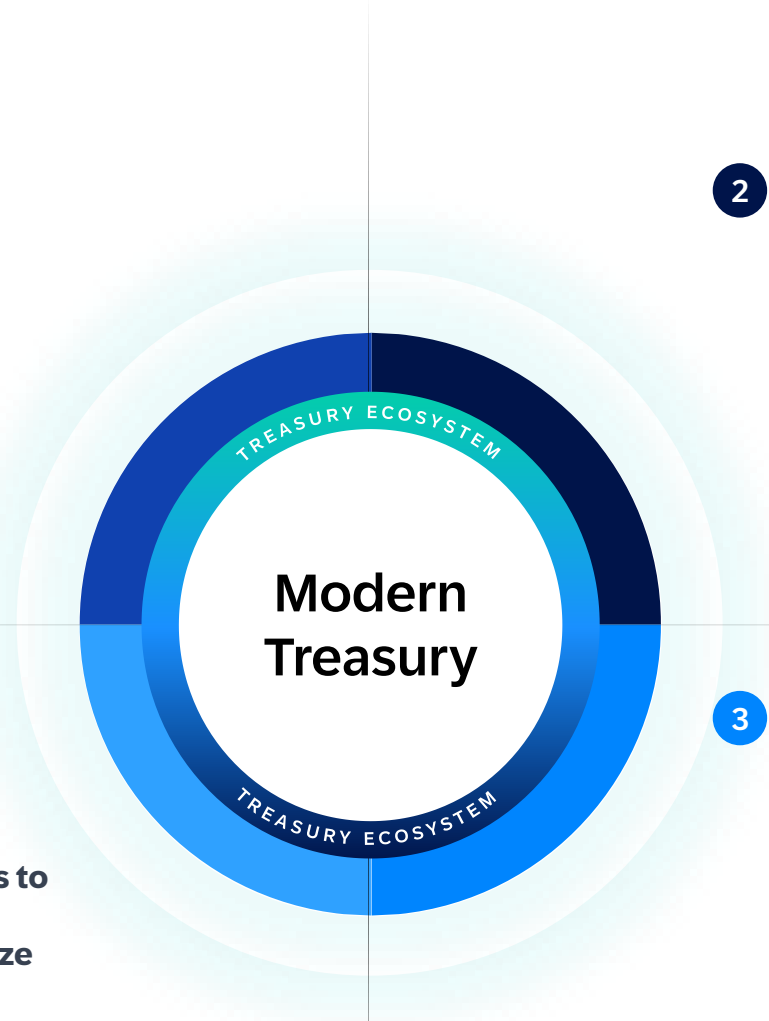 2
TREASURY ECOSYSTEM
Modern
Treasury
3
TREASURY ECOSYSTEM
s to
ze